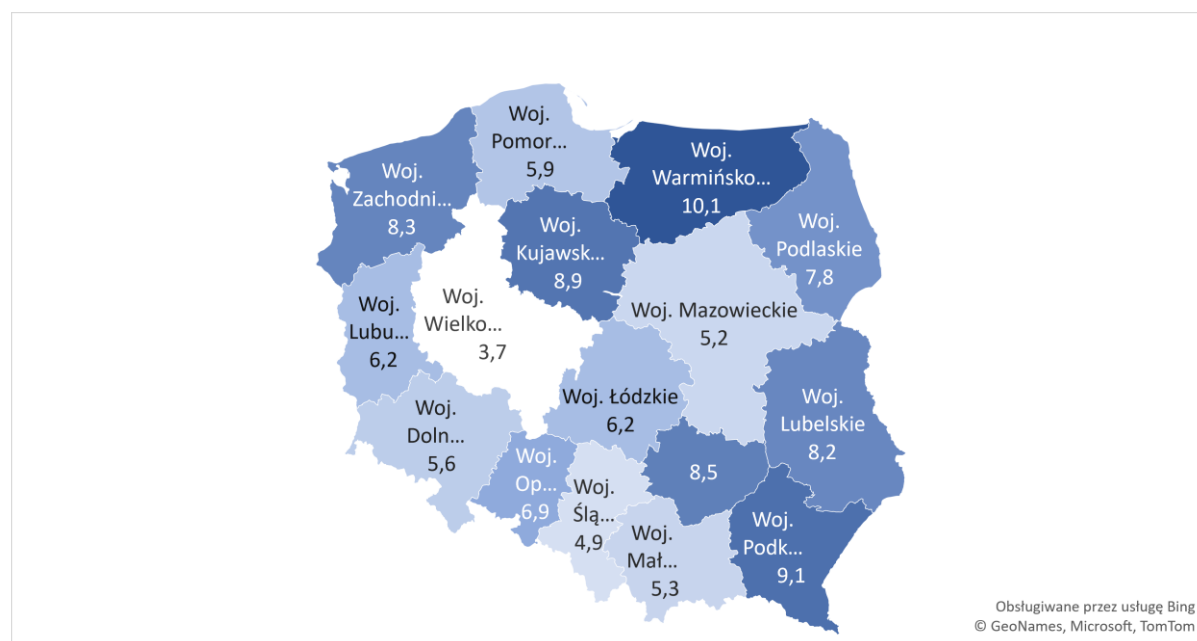 Woj.
Pomor...
5,9
Woj.
Warmińsko...
10,1
Woj.
Zachodni...
8,3
Woj.
Kujawsk...
8,9
Woj.
Podlaskie
7,8
Woj.
Lubu...
6,2
Woj.
Wielko...
3,7
Woj. Mazowieckie
5,2
Woj. Łódzkie
6,2
Woj.
Lubelskie
8,2
Woj.
Doln...
5,6
Woj.
Op...
6,9
Woj.
Ślą...
4,9
8,5
Woj.
Mał...
5,3
Woj.
Podk...
9,1
Obsługiwane przez usługę Bing
© GeoNames, Microsoft, TomTom